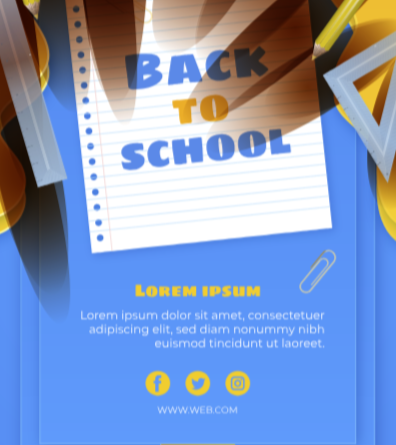 BACK
TO
SCHOOL
LOREM IPSUM
Lorem ipsum dolor sit amet, consectetuer
adipiscing elit, sed diam nonummy nibh
euismod tincidunt ut laoreet.
WWW.WEB.COM